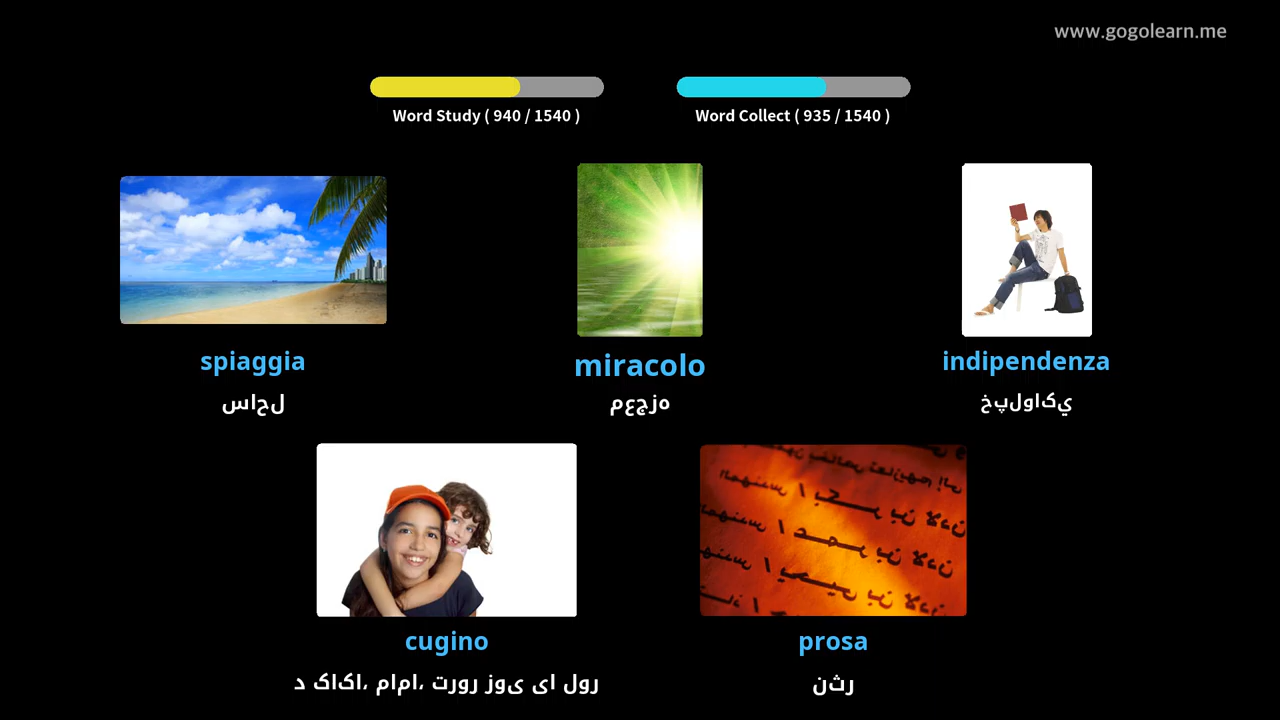 www.gogolearn.me
Word Study ( 940 / 1540 )
Word Collect ( 935 / 1540 )
spiaggia
miracolo
indipendenza
لحاس
هزجعم
يکاولپخ
cugino
prosa
رول ای یوز رورت ،امام ،اکاک د
رثن